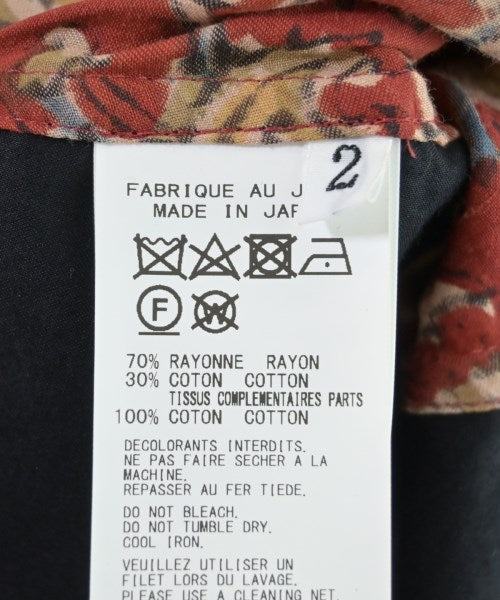 2
FABRIQUE AU J
MADE IN JAP
F
W
70% RAYONNE RAYON
30% COTON COTTON
TISSUS COMPLEMENTAIRES PARTS
100% COTON COTTON
DECOLORANTS INTERDITS.
NE PAS FAIRE SECHER A LA
MACHINE.
REPASSER AU FER TIEDE.
DO NOT BLEACH.
DO NOT TUMBLE DRY.
COOL IRON.
VEUILLEZ UTILISER UN
FILET LORS DU LAVAGE.
PLEASE USE A CLEANING NET.